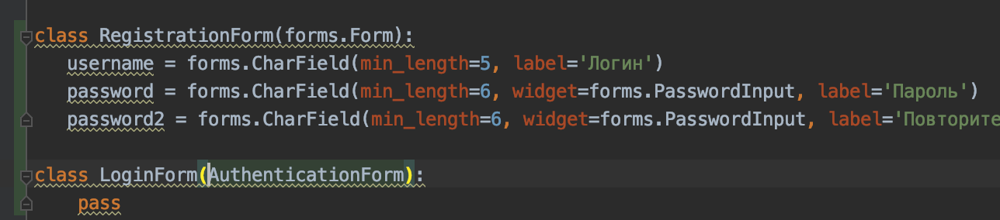 class RegistrationForm(forms.Form):
username = forms.CharField(min_length=5, label='Логин')
password = forms.CharField(min_length=6, widget=forms.PasswordInput, label='Пароль')
password2 = forms.CharField(min_length=6, widget=forms.PasswordInput, label='Повторите
class LoginForm(AuthenticationForm):
pass